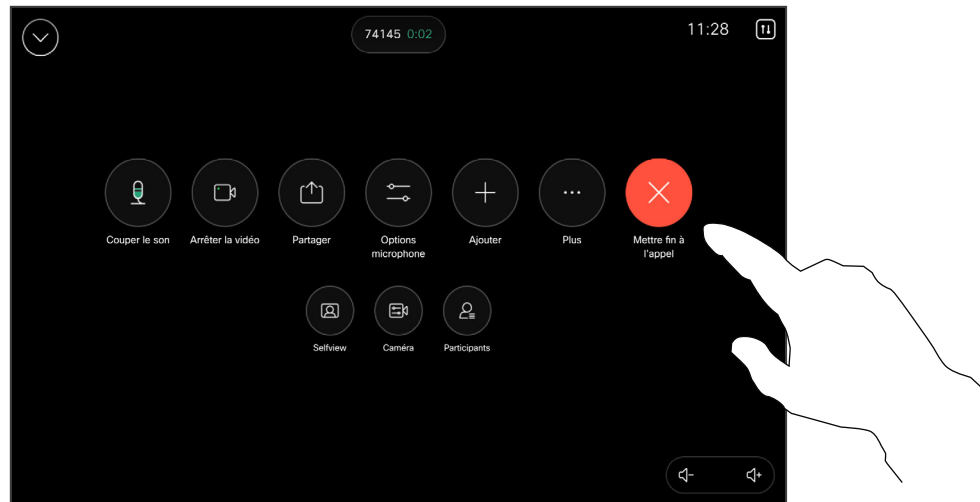 74145 0:02
11:28
Couper le son
Arrêter la vidéo
Partager
Options
microphone
Ajouter
Plus
Mettre fin à
l'appel
Selfview
Caméra
Participants